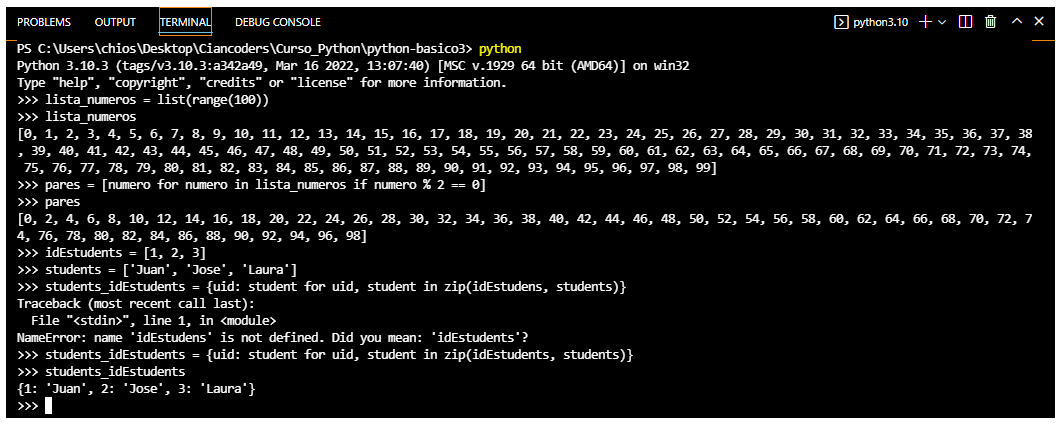 PROBLEMS OUTPUT TERMINAL DEBUG CONSOLE python3.10
PS C:\Users\chios\Desktop\Ciancoders\Curso_Python\python-basico3> python
Python 3.10.3 (tags/v3.10.3:a342a49, Mar 16 2022, 13:07:40) [MSC v.1929 64 bit (AMD64)] on win32
Type "help", "copyright", "credits" or "license" for more information.
>>> lista_numeros = list(range(100))
>>> lista_numeros
[0, 1, 2, 3, 4, 5, 6, 7, 8, 9, 10, 11, 12, 13, 14, 15, 16, 17, 18, 19, 20, 21, 22, 23, 24, 25, 26, 27, 28, 29, 30, 31, 32, 33, 34, 35, 36, 37, 38
, 39, 40, 41, 42, 43, 44, 45, 46, 47, 48, 49, 50, 51, 52, 53, 54, 55, 56, 57, 58, 59, 60, 61, 62, 63, 64, 65, 66, 67, 68, 69, 70, 71, 72, 73, 74,
75, 76, 77, 78, 79, 80, 81, 82, 83, 84, 85, 86, 87, 88, 89, 90, 91, 92, 93, 94, 95, 96, 97, 98, 99]
>>> pares = [numero for numero in lista_numeros if numero % 2 == 0]
>>> pares
[0, 2, 4, 6, 8, 10, 12, 14, 16, 18, 20, 22, 24, 26, 28, 30, 32, 34, 36, 38, 40, 42, 44, 46, 48, 50, 52, 54, 56, 58, 60, 62, 64, 66, 68, 70, 72, 7
4, 76, 78, 80, 82, 84, 86, 88, 90, 92, 94, 96, 98]
>>> idEstudents = [1, 2, 3]
>>> students = ['Juan', 'Jose', 'Laura']
>>> students_idEstudents = {uid: student for uid, student in zip(idEstudens, students)}
Traceback (most recent call last):
  File "<stdin>", line 1, in <module>
NameError: name 'idEstudens' is not defined. Did you mean: 'idEstudents'?
>>> students_idEstudents = {uid: student for uid, student in zip(idEstudents, students)}
>>> students_idEstudents
{1: 'Juan', 2: 'Jose', 3: 'Laura'}
>>>